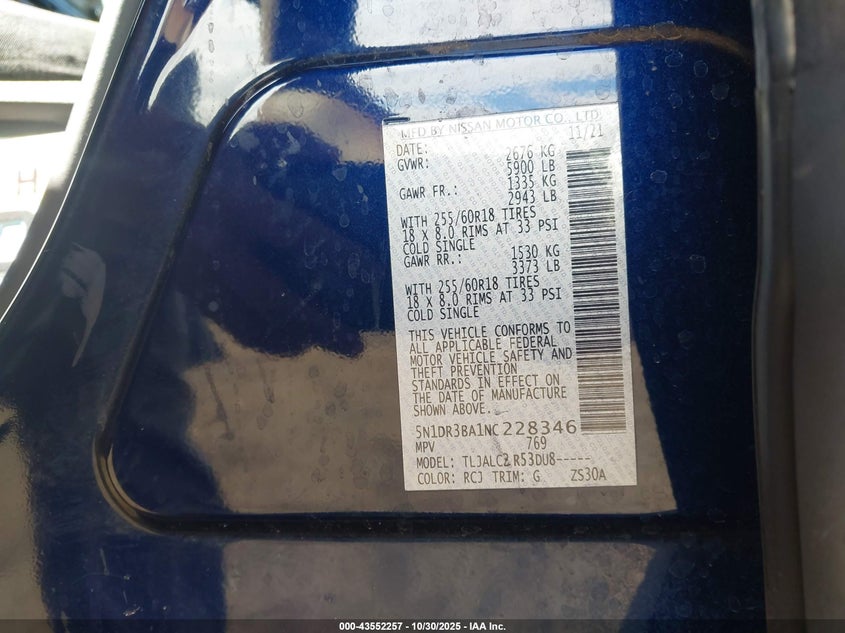 MFD BY NISSAN MOTOR CO., LTD.
DATE: 11/21
GVWR: 2676 KG
5900 LB
GAWR FR.: 1335 KG
2943 LB
WITH 255/60R18 TIRES
18 x 8.0 RIMS AT 33 PSI
COLD SINGLE
GAWR RR.: 1530 KG
3373 LB
WITH 255/60R18 TIRES
18 x 8.0 RIMS AT 33 PSI
COLD SINGLE
THIS VEHICLE CONFORMS TO
ALL APPLICABLE FEDERAL
MOTOR VEHICLE SAFETY AND
THEFT PREVENTION
STANDARDS IN EFFECT ON
THE DATE OF MANUFACTURE
SHOWN ABOVE.
5N1DR3BA1NC228346
MPV 769
MODEL: TLJALCZ R53DU8-----
COLOR: RCJ TRIM: G ZS30A
H
000-43552257 - 10/30/2025 - IAA Inc.